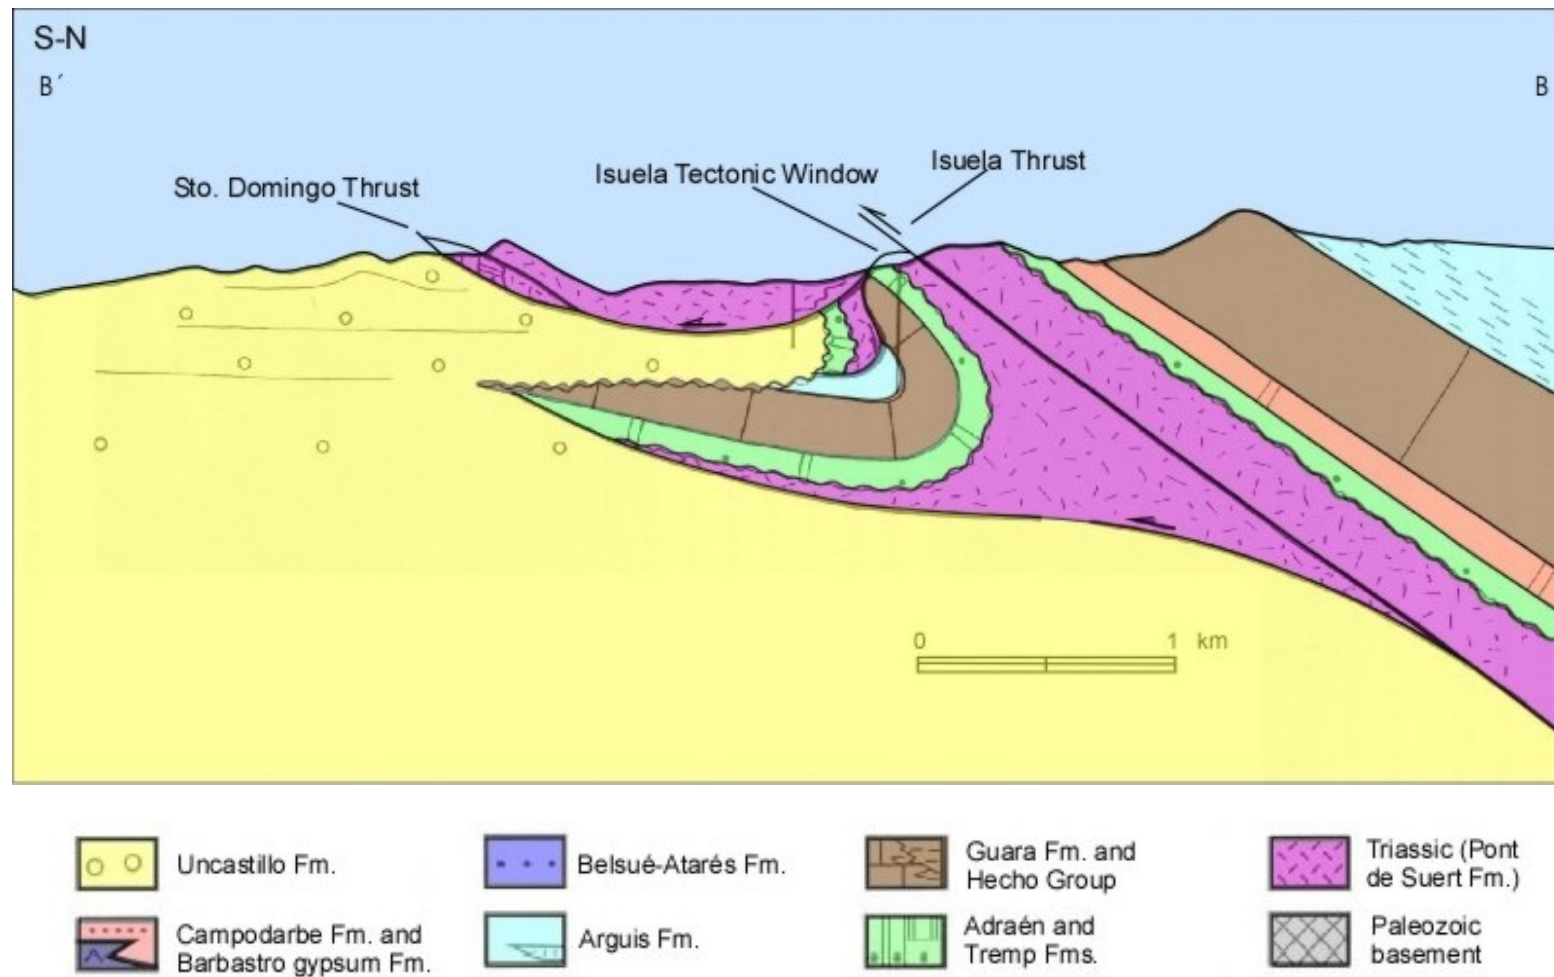 S-N
B´
B
Isuela Thrust
Isuela Tectonic Window
Sto. Domingo Thrust
0 1 km
Uncastillo Fm.
Belsué-Atarés Fm.
Guara Fm. and
Hecho Group
Triassic (Pont
de Suert Fm.)
Campodarbe Fm. and
Barbastro gypsum Fm.
Arguis Fm.
Adraén and
Tremp Fms.
Paleozoic
basement